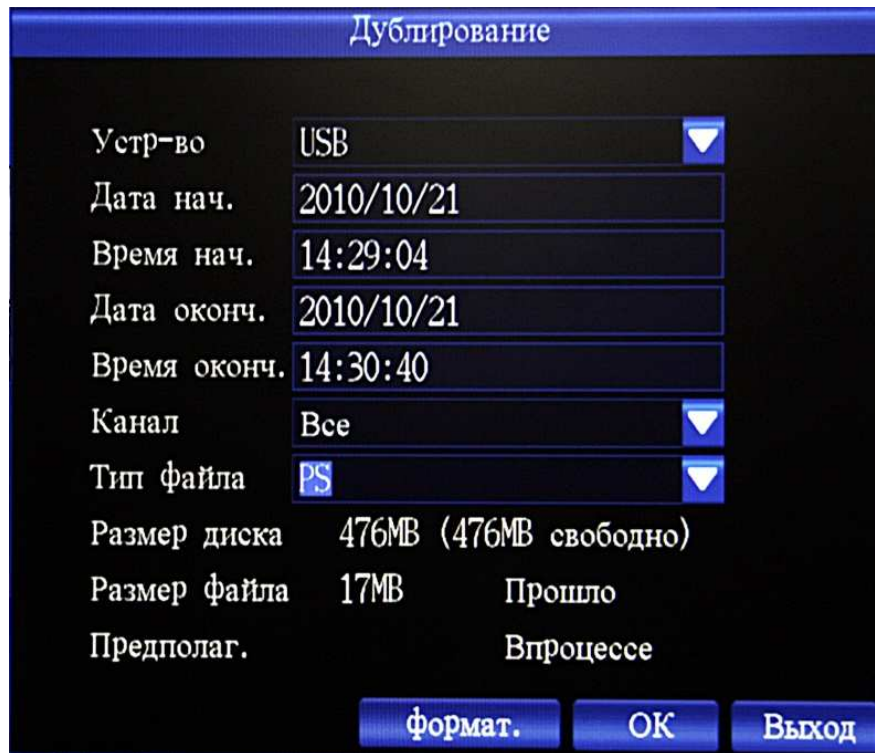 Дублирование
Устр-во USB
Дата нач. 2010/10/21
Время нач. 14:29:04
Дата оконч. 2010/10/21
Время оконч. 14:30:40
Канал Все
Тип файла PS
Размер диска 476MB (476MB свободно)
Размер файла 17MB Прошло
Предполаг. Впроцессе
формат. OK Выход